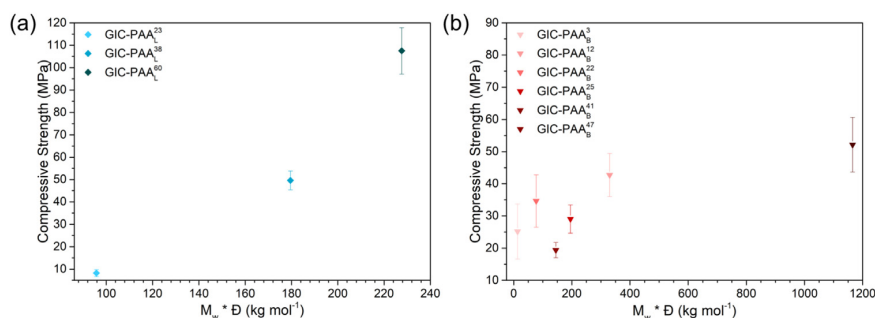 (a)
GIC-PAA_L^23
GIC-PAA_L^38
GIC-PAA_L^60
Compressive Strength (MPa)
120
110
100
90
80
70
60
50
40
30
20
10
100 120 140 160 180 200 220 240
M_w * Đ (kg mol⁻¹)
(b)
GIC-PAA_B^3
GIC-PAA_B^12
GIC-PAA_B^22
GIC-PAA_B^25
GIC-PAA_B^41
GIC-PAA_B^47
Compressive Strength (MPa)
90
80
70
60
50
40
30
20
10
0 200 400 600 800 1000 1200
M_w * Đ (kg mol⁻¹)